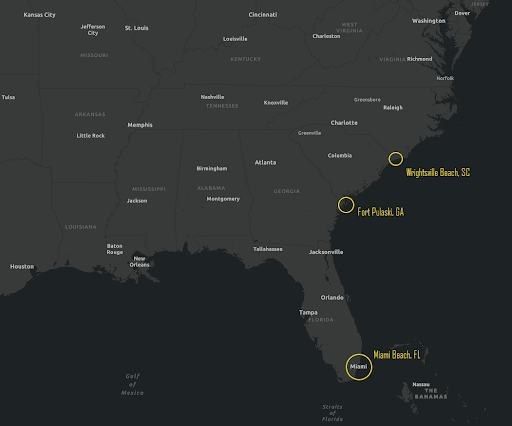 JERSEY
Kansas City
Cincinnati
Dover
Washington
Jefferson
City
St. Louis
WEST
VIRGINIA
Charleston
Louisville
MISSOURI
KENTUCKY
VIRGINIA
Richmond
Norfolk
Tulsa
Nashville
TENNESSEE
Knoxville
Greensboro
Raleigh
ARKANSAS
Memphis
Charlotte
Little Rock
Greenville
Columbia
Wrightsville Beach, SC
Atlanta
Birmingham
MISSISSIPPI
ALABAMA
GEORGIA
Jackson
Montgomery
Fort Pulaski, GA
LOUISIANA
Baton
Rouge
Tallahassee
Jacksonville
New
Orleans
Houston
Orlando
Tampa
FLORIDA
Miami Beach, FL
Miami
Gulf
of
Mexico
Nassau
THE
BAHAMAS
Straits
of
Florida